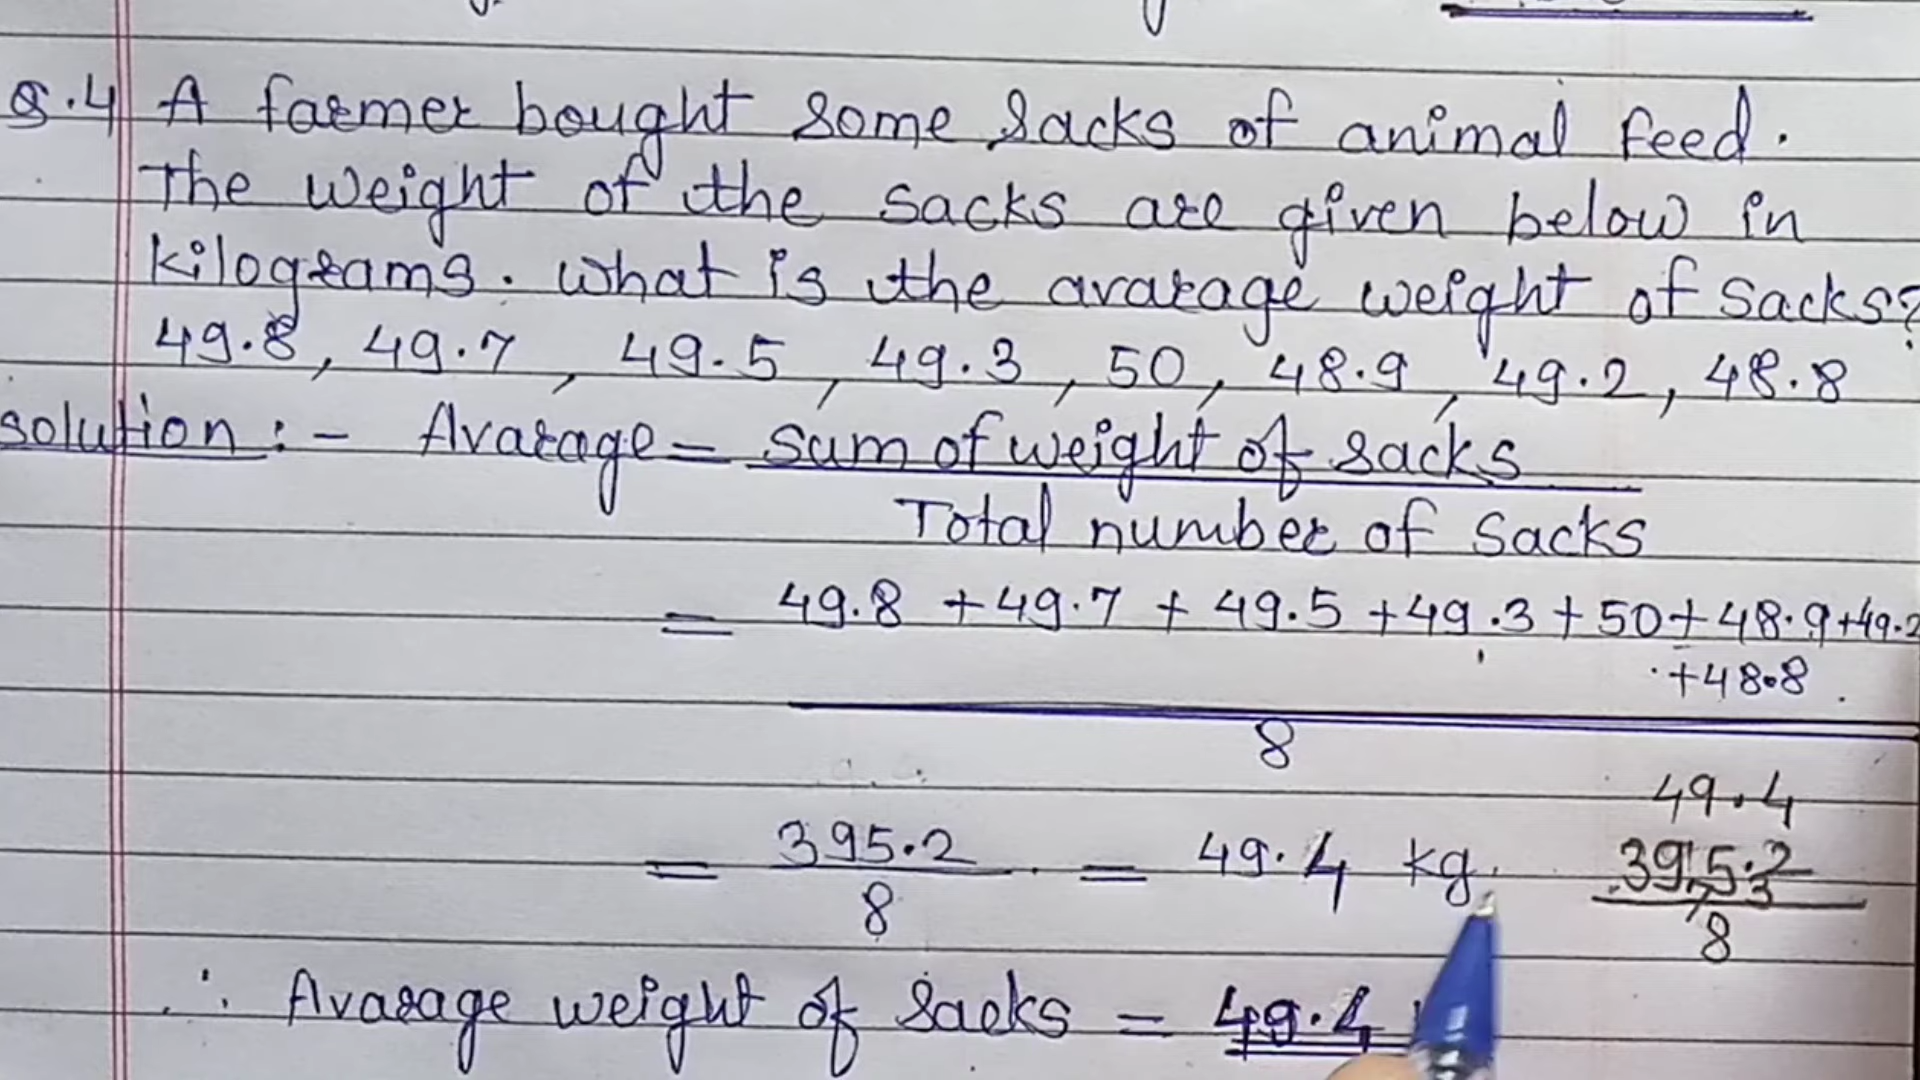 Q.4 A farmer bought some sacks of animal feed.
The weight of the sacks are given below in
kilograms. What is the avarage weight of sacks?
49.8, 49.7, 49.5, 49.3, 50, 48.9, 49.2, 48.8
Solution :- Avarage = Sum of weight of sacks
Total number of sacks
= 49.8 + 49.7 + 49.5 + 49.3 + 50 + 48.9 + 49.2
+ 48.8
8
49.4
= 395.2 = 49.4 kg. 395.2
7 3
8 8
∴ Avarage weight of sacks = 49.4